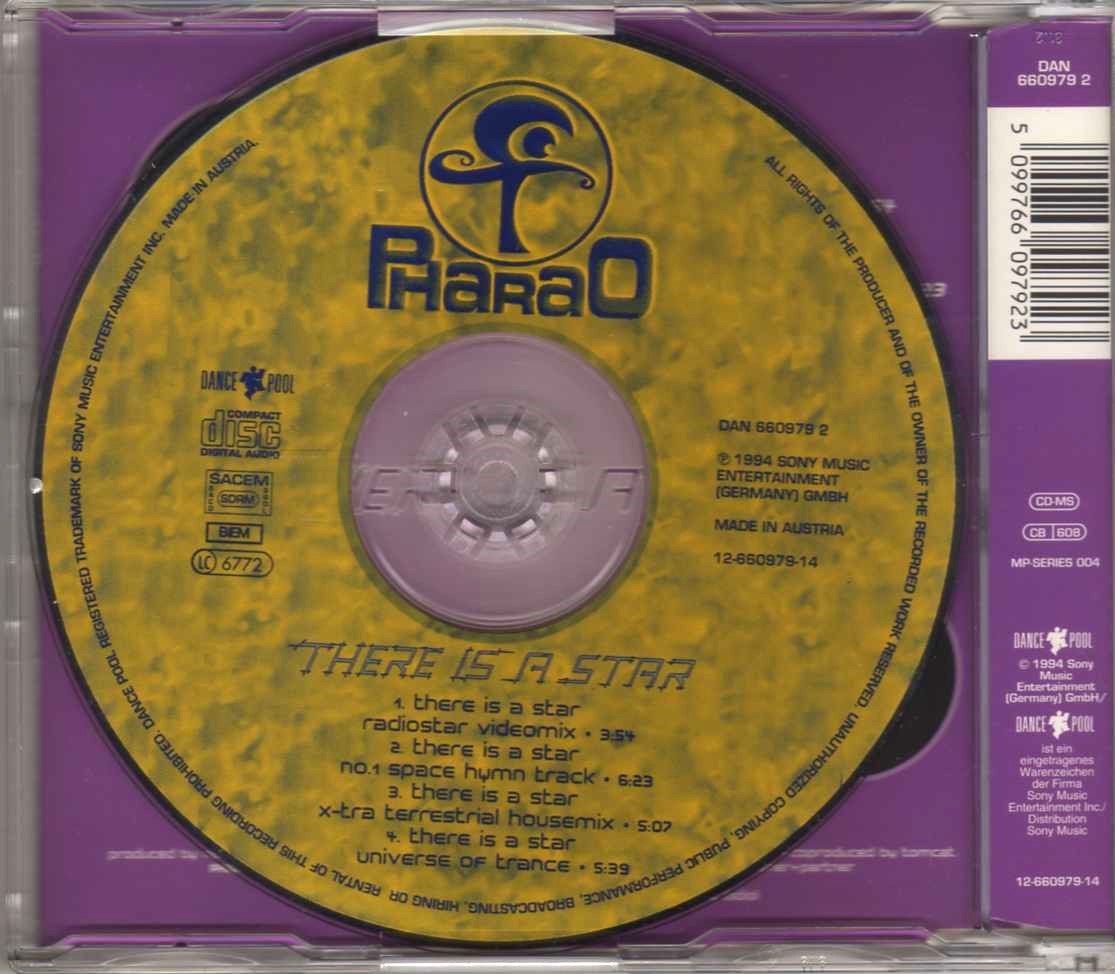 PHaraO
ALL RIGHTS OF THE PRODUCER AND OF THE OWNER OF THE RECORDED WORK RESERVED. UNAUTHORIZED COPYING, PUBLIC PERFORMANCE, BROADCASTING, HIRING OR RENTAL OF THIS RECORDING PROHIBITED. DANCE POOL REGISTERED TRADEMARK OF SONY MUSIC ENTERTAINMENT INC. MADE IN AUSTRIA.
DANCE POOL
COMPACT
disc
DIGITAL AUDIO
SACEM
SDRM
BIEM
LC 6772
DAN 660979 2
℗ 1994 SONY MUSIC
ENTERTAINMENT
(GERMANY) GMBH
MADE IN AUSTRIA
12-660979-14
THERE IS A STAR
1. there is a star
radiostar videomix • 3:54
2. there is a star
no.1 space hymn track • 6:23
3. there is a star
x-tra terrestrial housemix • 5:07
4. there is a star
universe of trance • 5:39
produced by
coproduced by tomcat
DAN
660979 2
5 099766 097923
CD-MS
CB 608
MP-SERIES 004
DANCE POOL
© 1994 Sony
Music
Entertainment
(Germany) GmbH/
DANCE POOL
ist ein
eingetragenes
Warenzeichen
der Firma
Sony Music
Entertainment Inc./
Distribution
Sony Music
12-660979-14